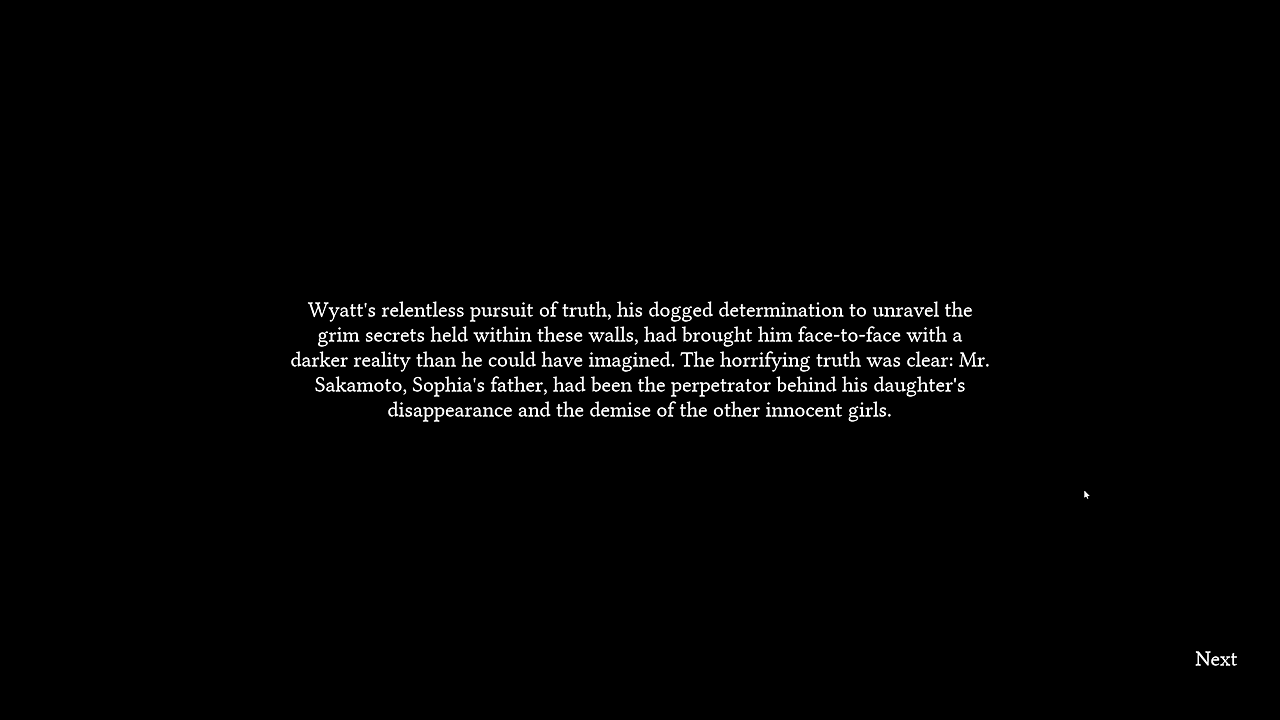 Wyatt's relentless pursuit of truth, his dogged determination to unravel the
grim secrets held within these walls, had brought him face-to-face with a
darker reality than he could have imagined. The horrifying truth was clear: Mr.
Sakamoto, Sophia's father, had been the perpetrator behind his daughter's
disappearance and the demise of the other innocent girls.
Next